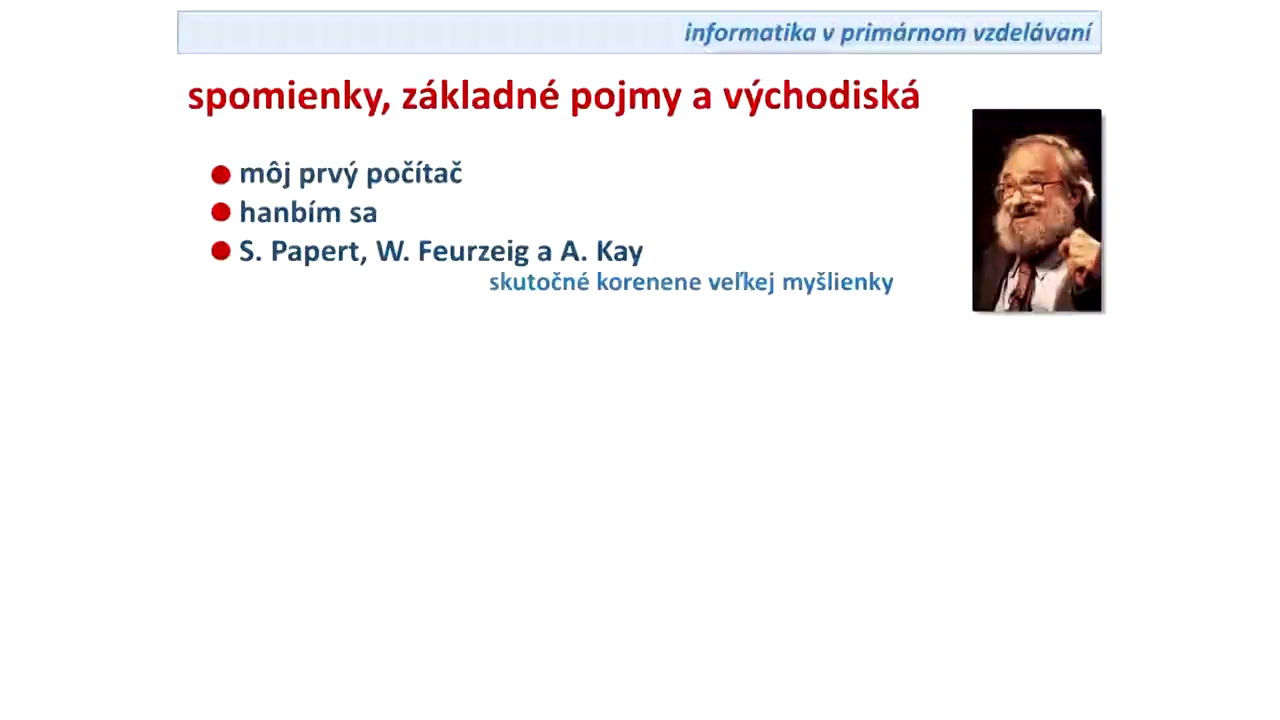 informatika v primárnom vzdelávaní
spomienky, základné pojmy a východiská
môj prvý počítač
hanbím sa
S. Papert, W. Feurzeig a A. Kay
skutočné korenene veľkej myšlienky